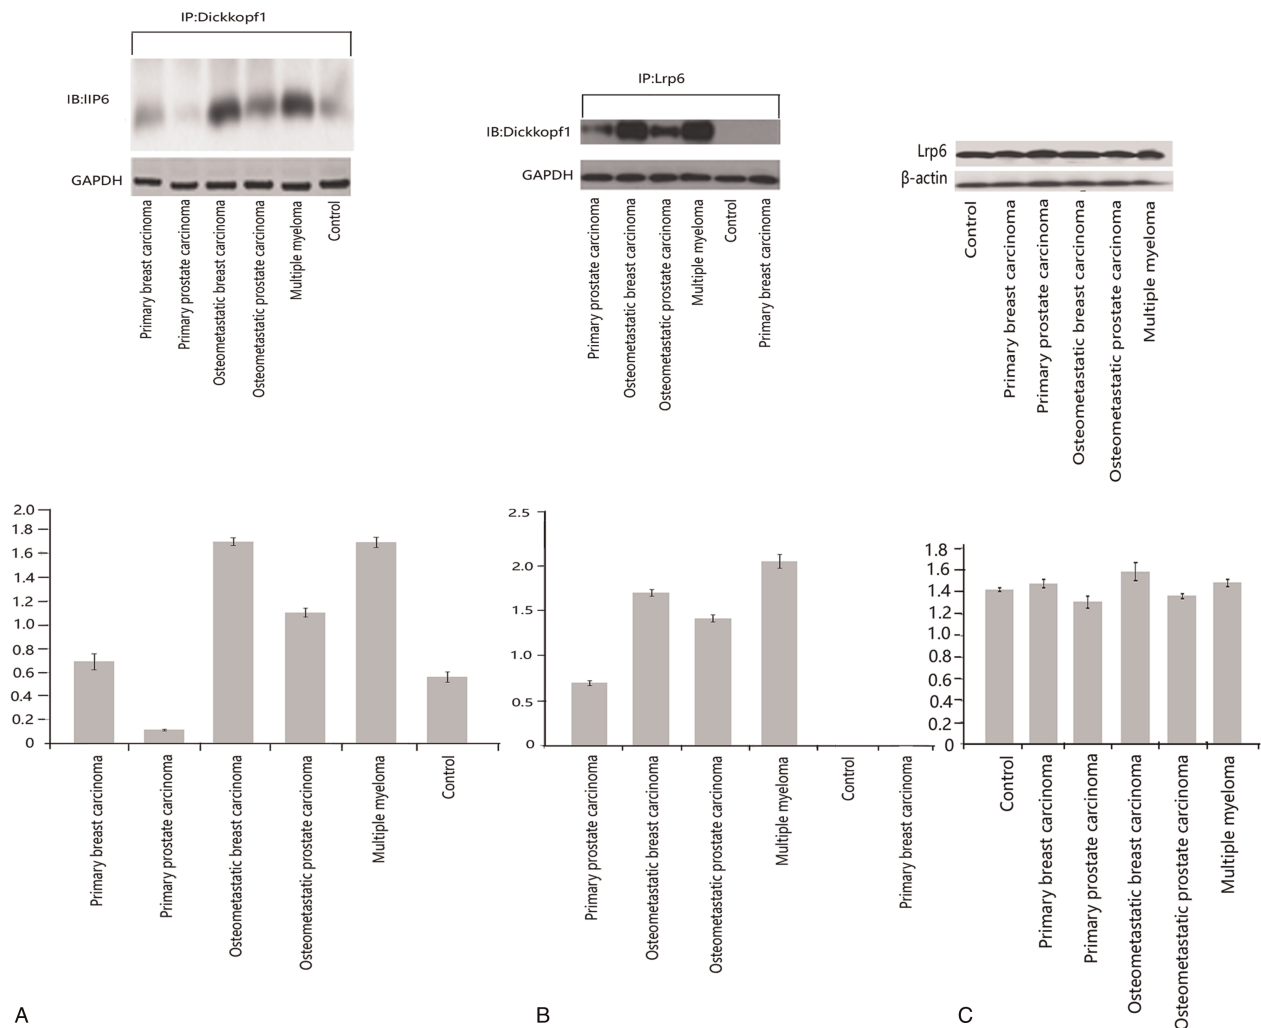 IP:Dickkopf1
IB:lIP6
GAPDH
Primary breast carcinoma
Primary prostate carcinoma
Osteometastatic breast carcinoma
Osteometastatic prostate carcinoma
Multiple myeloma
Control
IP:Lrp6
IB:Dickkopf1
GAPDH
Primary prostate carcinoma
Osteometastatic breast carcinoma
Osteometastatic prostate carcinoma
Multiple myeloma
Control
Primary breast carcinoma
Lrp6
β-actin
Control
Primary breast carcinoma
Primary prostate carcinoma
Osteometastatic breast carcinoma
Osteometastatic prostate carcinoma
Multiple myeloma
2.0
1.8
1.6
1.4
1.2
1.0
0.8
0.6
0.4
0.2
0
Primary breast carcinoma
Primary prostate carcinoma
Osteometastatic breast carcinoma
Osteometastatic prostate carcinoma
Multiple myeloma
Control
A
2.5
2.0
1.5
1.0
0.5
0
Primary prostate carcinoma
Osteometastatic breast carcinoma
Osteometastatic prostate carcinoma
Multiple myeloma
Control
Primary breast carcinoma
B
1.8
1.6
1.4
1.2
1.0
0.8
0.6
0.4
0.2
0
Control
Primary breast carcinoma
Primary prostate carcinoma
Osteometastatic breast carcinoma
Osteometastatic prostate carcinoma
Multiple myeloma
C